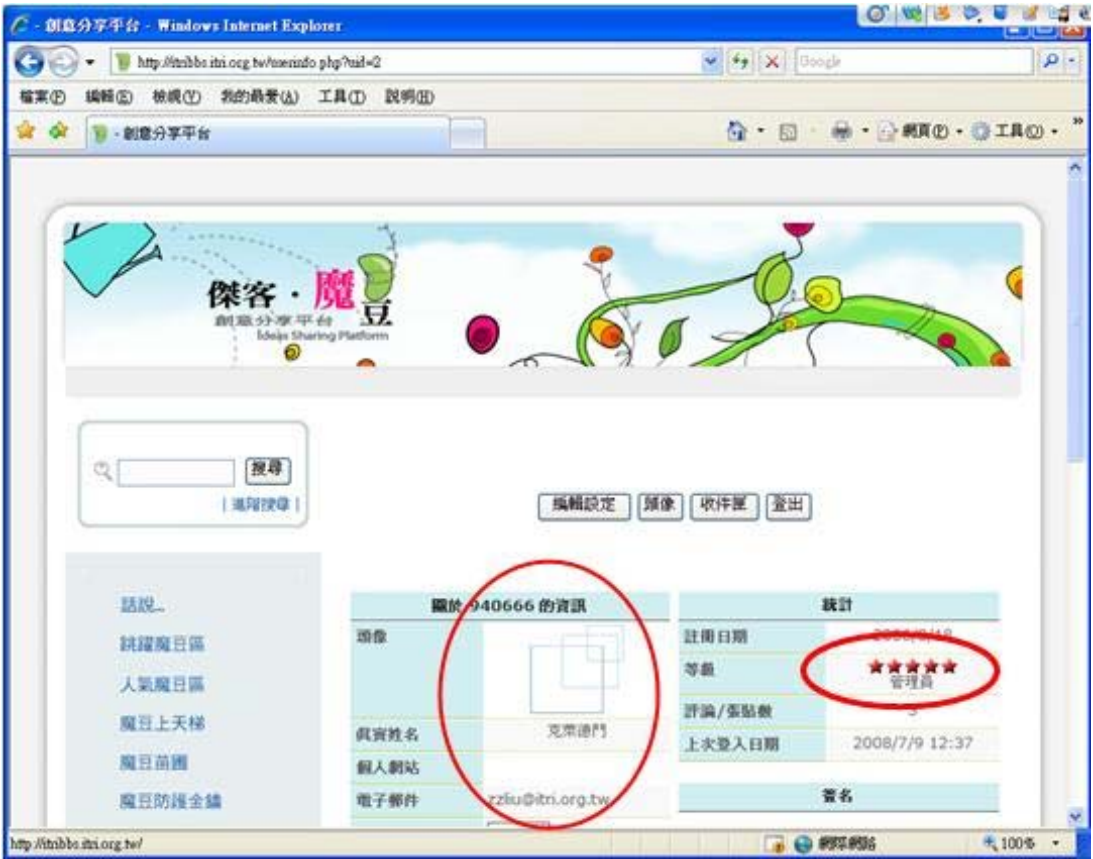 - 創意分享平台 - Windows Internet Explorer
http://itribbs.itri.org.tw/userinfo.php?uid=2
Google
檔案(F) 編輯(E) 檢視(V) 我的最愛(A) 工具(T) 說明(H)
- 創意分享平台
網頁(P)
工具(O)
傑客·魔豆
創意分享平台
Ideas Sharing Platform
搜尋
|進階搜尋|
編輯設定 頭像 收件匣 登出
話說...
跳躍魔豆區
人氣魔豆區
魔豆上天梯
魔豆苗圃
魔豆防護金鑰
關於 940666 的資訊
頭像
真實姓名 克萊德門
個人網站
電子郵件 zzliu@itri.org.tw
統計
註冊日期
等級 管理員
評論/張貼數
上次登入日期 2008/7/9 12:37
簽名
http://itribbs.itri.org.tw/
網際網路
100%